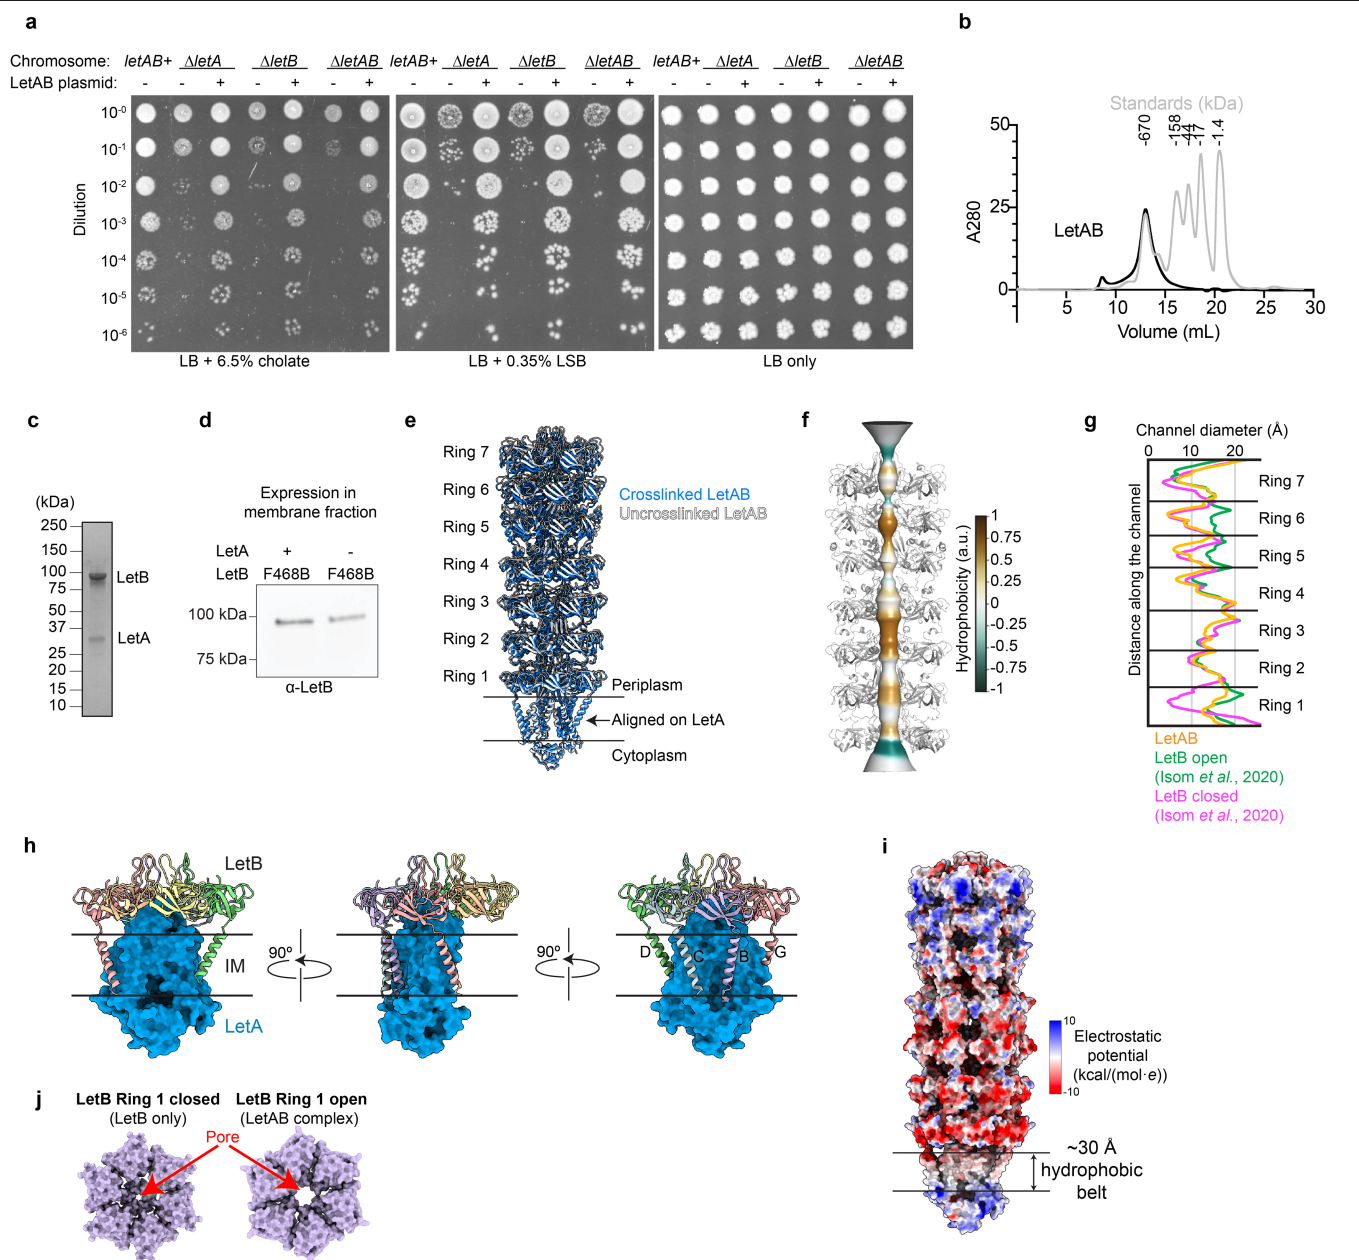 a
Chromosome: letAB+ ΔletA ΔletB ΔletAB letAB+ ΔletA ΔletB ΔletAB letAB+ ΔletA ΔletB ΔletAB
LetAB plasmid: - - + - + - + - - + - + - + - - + - + - +
Dilution
10-0
10-1
10-2
10-3
10-4
10-5
10-6
LB + 6.5% cholate
LB + 0.35% LSB
LB only
b
Standards (kDa)
-670
-158
-44
-17
-1.4
50
25
0
A280
LetAB
5 10 15 20 25 30
Volume (mL)
c
(kDa)
250
150
100
75
50
37
25
20
15
10
LetB
LetA
d
Expression in
membrane fraction
LetA + -
LetB F468B F468B
100 kDa
75 kDa
α-LetB
e
Ring 7
Ring 6
Ring 5
Ring 4
Ring 3
Ring 2
Ring 1
Crosslinked LetAB
Uncrosslinked LetAB
Periplasm
Aligned on LetA
Cytoplasm
f
Hydrophobicity (a.u.)
1
0.75
0.5
0.25
0
-0.25
-0.5
-0.75
-1
g
Channel diameter (Å)
0 10 20
Distance along the channel
Ring 7
Ring 6
Ring 5
Ring 4
Ring 3
Ring 2
Ring 1
LetAB
LetB open
(Isom et al., 2020)
LetB closed
(Isom et al., 2020)
h
LetB
IM
LetA
90º
90º
D C B G
i
10
-10
Electrostatic
potential
(kcal/(mol·e))
~30 Å
hydrophobic
belt
j
LetB Ring 1 closed
(LetB only)
LetB Ring 1 open
(LetAB complex)
Pore